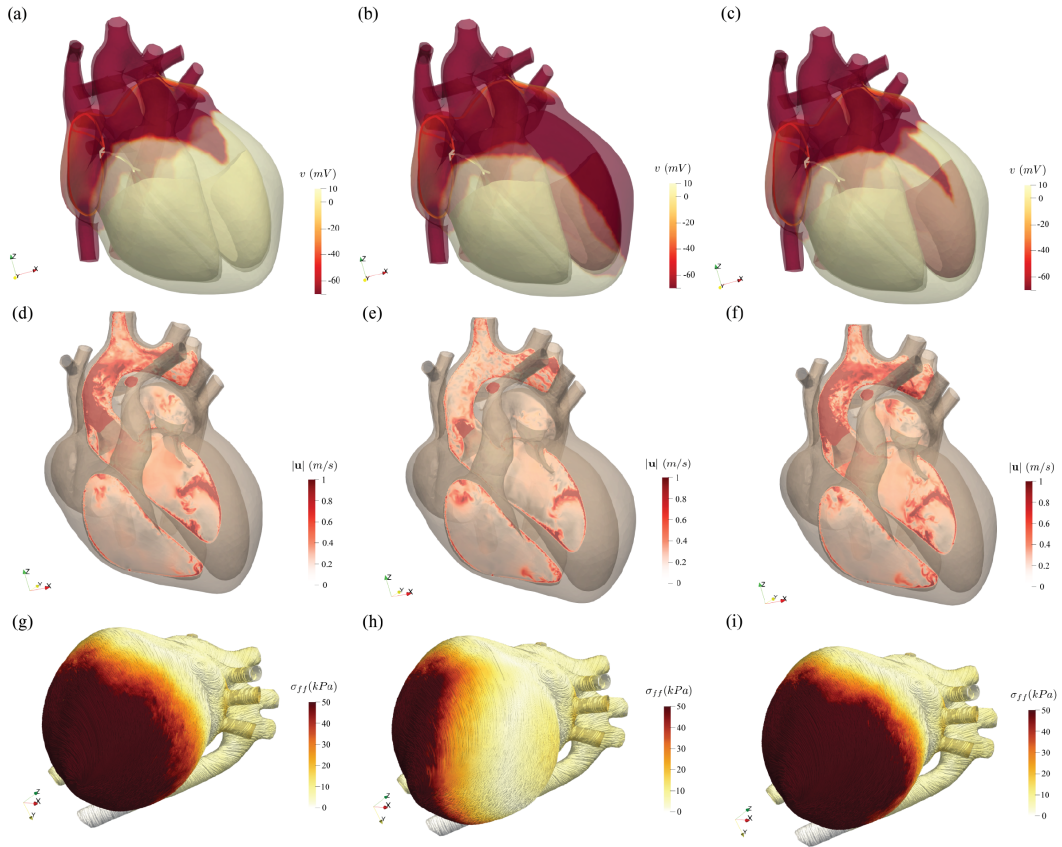 (a)
v (mV)
10
-20
-40
-60
Z
Y
X
(b)
v (mV)
10
-20
-40
-60
Z
Y
X
(c)
v (mV)
10
-20
-40
-60
Z
Y
X
(d)
|u| (m/s)
1
0.8
0.6
0.4
0.2
0
Z
Y
X
(e)
|u| (m/s)
1
0.8
0.6
0.4
0.2
0
Z
Y
X
(f)
|u| (m/s)
1
0.8
0.6
0.4
0.2
0
Z
Y
X
(g)
σff(kPa)
50
40
30
20
10
0
Z
X
Y
(h)
σff(kPa)
50
40
30
20
10
0
Z
X
Y
(i)
σff(kPa)
50
40
30
20
10
0
Z
X
Y